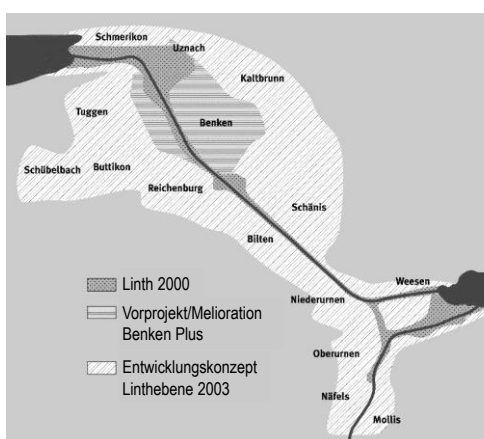 Schmerikon
Uznach
Kaltbrunn
Tuggen
Benken
Schübelbach
Buttikon
Reichenburg
Schänis
Bilten
Linth 2000
Weesen
Vorprojekt/Melioration
Benken Plus
Niederurnen
Oberurnen
Entwicklungskonzept
Linthebene 2003
Näfels
Mollis